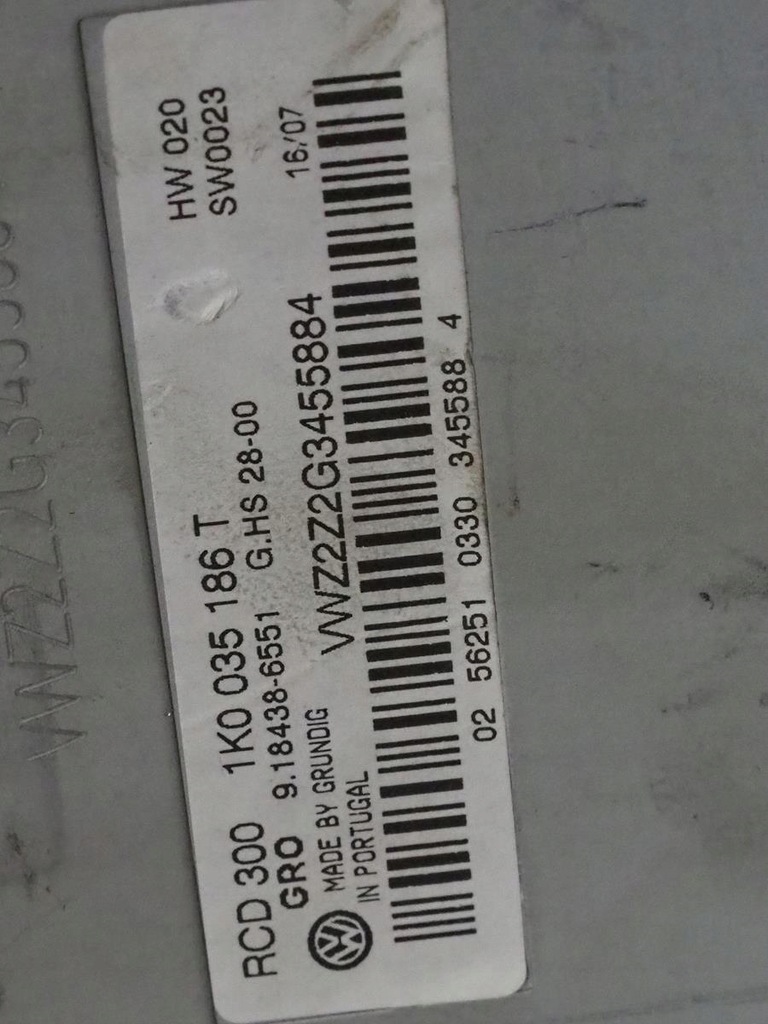 RCD 300 1K0 035 186 T HW 020
GRO 9.18438-6551 G.HS 28-00 SW0023
MADE BY GRUNDIG
IN PORTUGAL
VWZ2Z2G3455884 16/07
02 56251 0330 345588 4